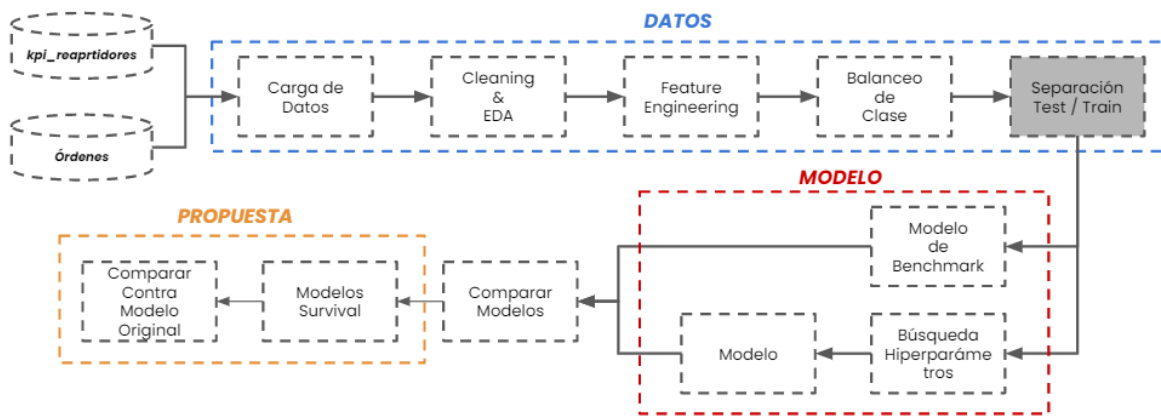 DATOS
kpi_reaprtidores
Órdenes
Carga de
Datos
Cleaning
&
EDA
Feature
Engineering
Balanceo
de
Clase
Separación
Test / Train
MODELO
Modelo
de
Benchmark
Búsqueda
Hiperparáme
tros
Modelo
Comparar
Modelos
PROPUESTA
Modelos
Survival
Comparar
Contra
Modelo
Original